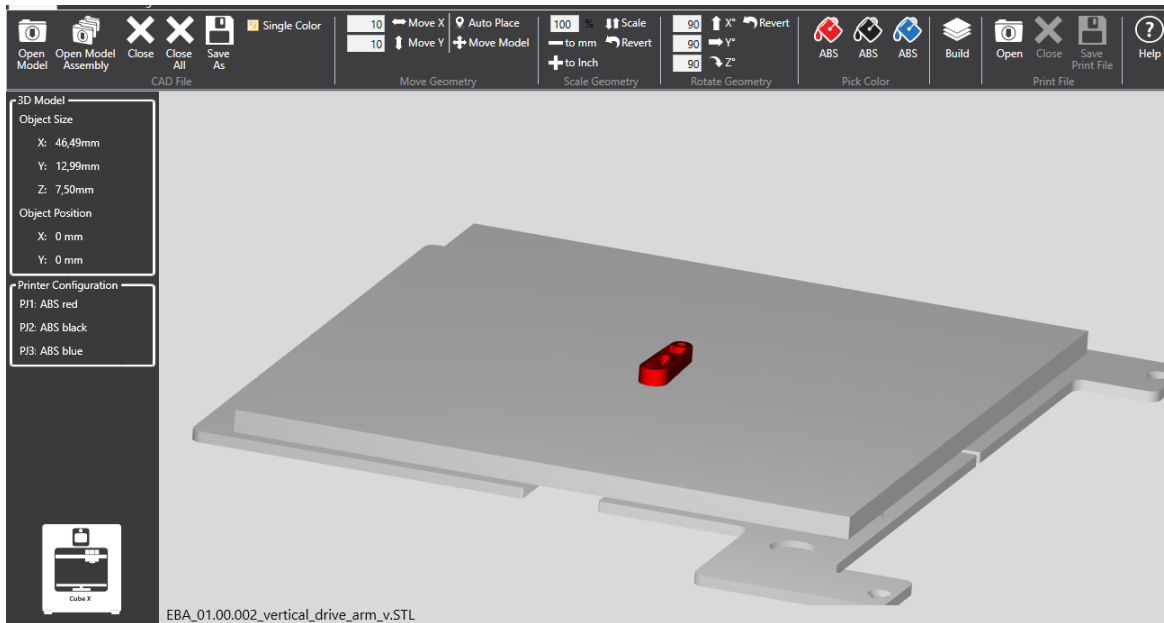 10 Move X Auto Place 100 % Scale 90 X° Revert
Single Color
10 Move Y Move Model to mm Revert 90 Y°
to Inch 90 Z°
Open Model
Open Model Assembly
Close
Close All
Save As
ABS ABS ABS
Build
Open
Close
Save Print File
Help
CAD File Move Geometry Scale Geometry Rotate Geometry Pick Color Print File
3D Model
Object Size
X: 46,49mm
Y: 12,99mm
Z: 7,50mm
Object Position
X: 0 mm
Y: 0 mm
Printer Configuration
PJ1: ABS red
PJ2: ABS black
PJ3: ABS blue
Cube X
EBA_01.00.002_vertical_drive_arm_v.STL